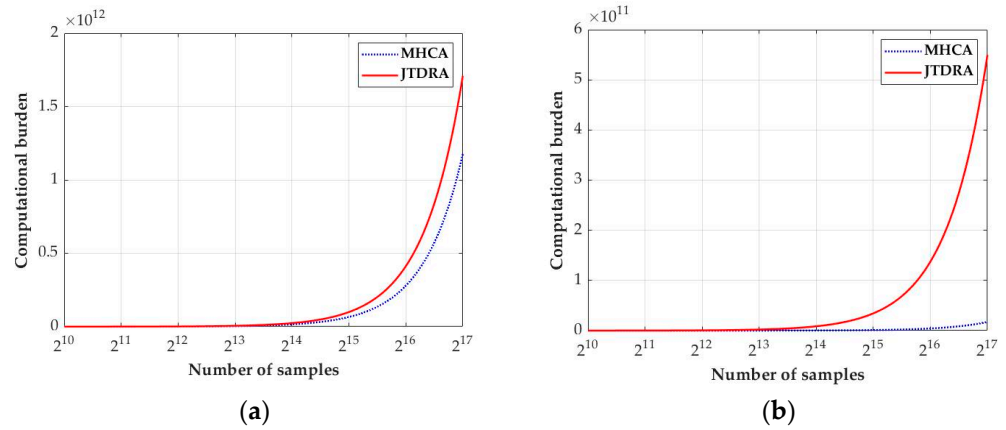 ×10^12
2
1.5
1
0.5
0
Computational burden
MHCA
JTDRA
2^10 2^11 2^12 2^13 2^14 2^15 2^16 2^17
Number of samples
(a)
×10^11
6
5
4
3
2
1
0
Computational burden
MHCA
JTDRA
2^10 2^11 2^12 2^13 2^14 2^15 2^16 2^17
Number of samples
(b)